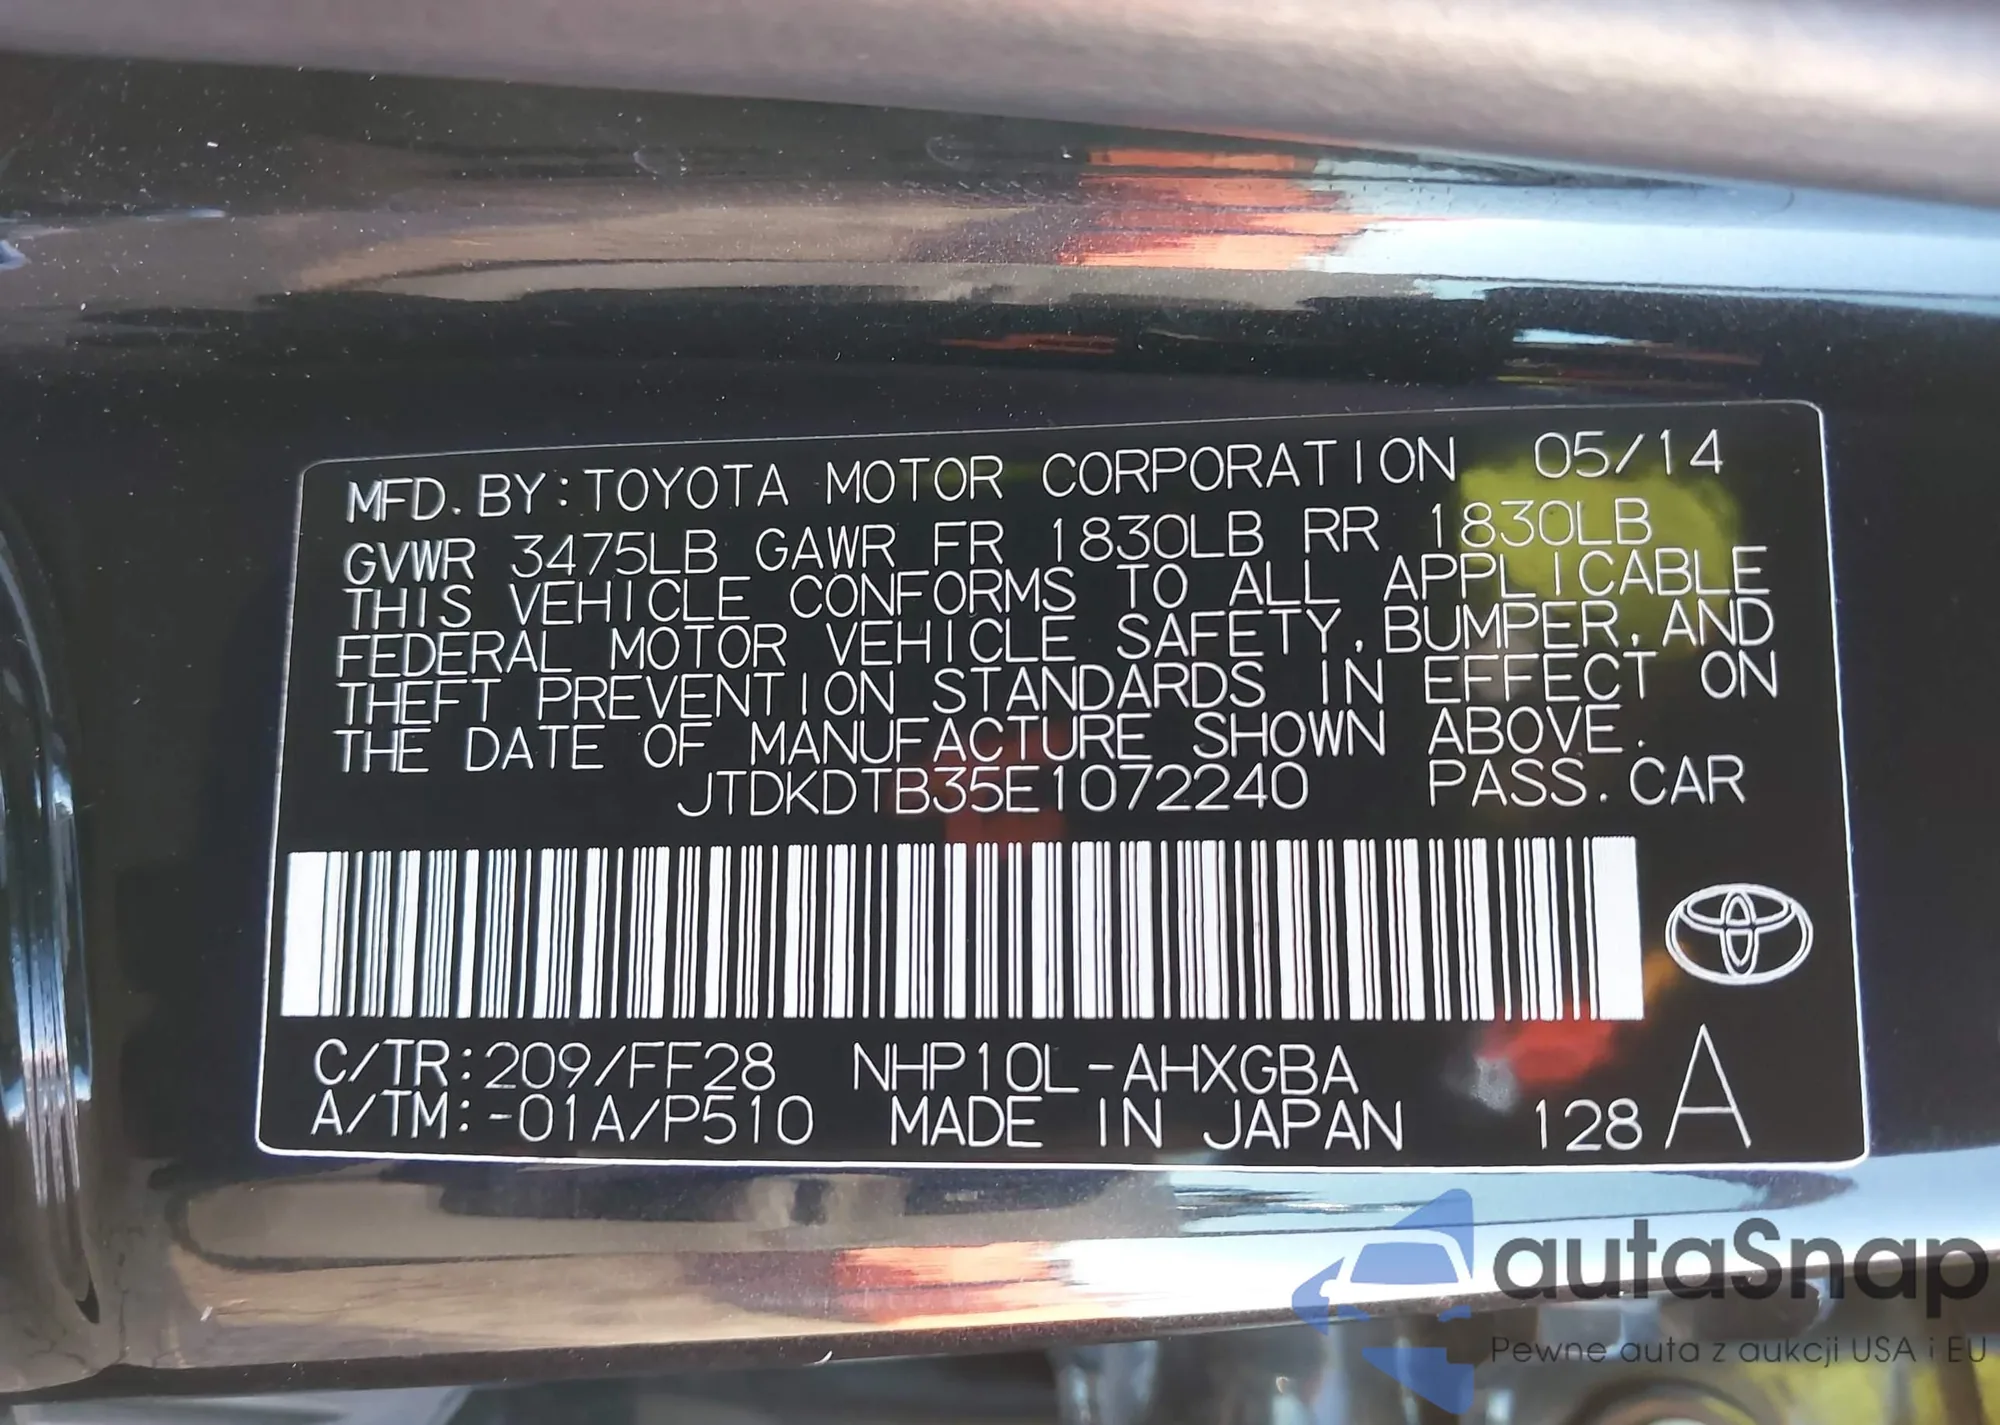 MFD. BY: TOYOTA MOTOR CORPORATION 05/14
GVWR 3475LB GAWR FR 1830LB RR 1830LB
THIS VEHICLE CONFORMS TO ALL APPLICABLE
FEDERAL MOTOR VEHICLE SAFETY, BUMPER, AND
THEFT PREVENTION STANDARDS IN EFFECT ON
THE DATE OF MANUFACTURE SHOWN ABOVE.
JTDKDTB35E1072240 PASS. CAR
C/TR: 209/FF28 NHP10L-AHXGBA
A/TM: -01A/P510 MADE IN JAPAN 128 A
autaSnap
Pewne auta z aukcji USA i EU